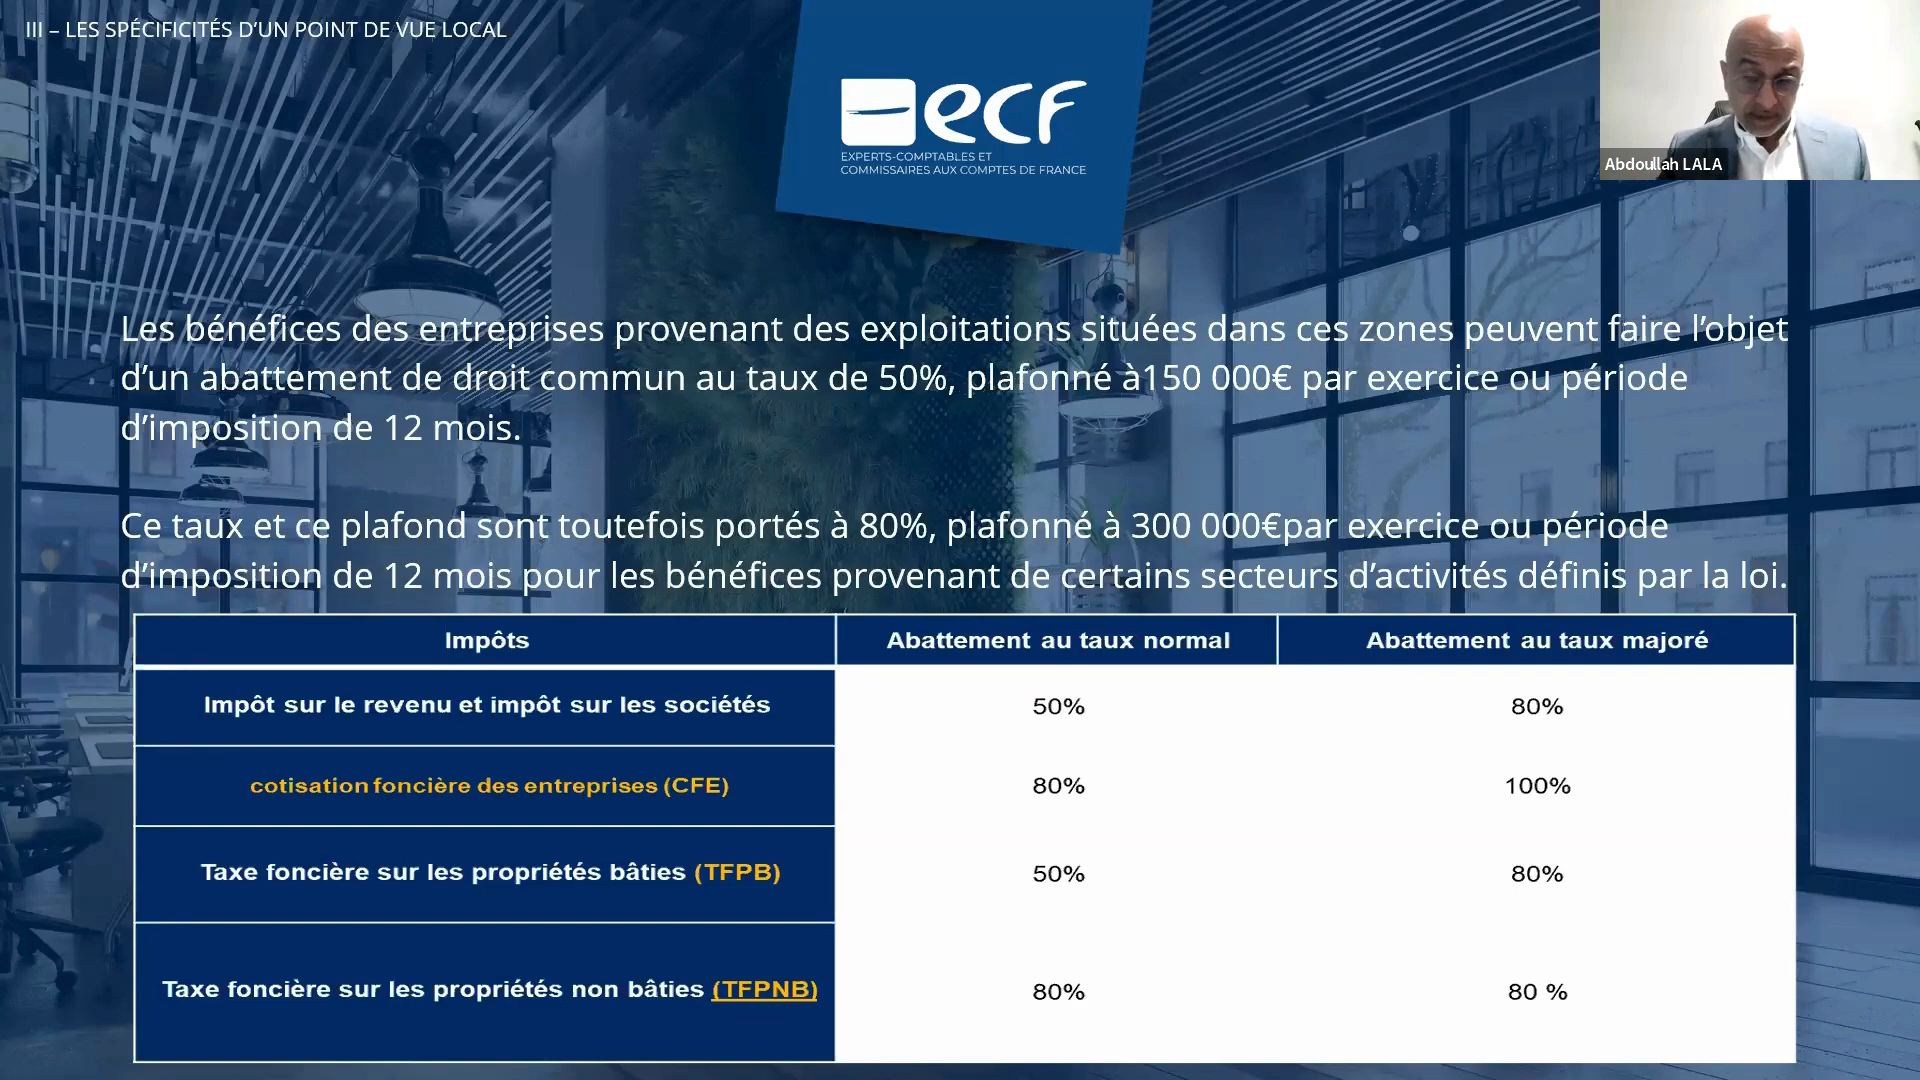 III – LES SPÉCIFICITÉS D’UN POINT DE VUE LOCAL
ecf
EXPERTS-COMPTABLES ET
COMMISSAIRES AUX COMPTES DE FRANCE
Abdoullah LALA
Les bénéfices des entreprises provenant des exploitations situées dans ces zones peuvent faire l’objet
d’un abattement de droit commun au taux de 50%, plafonné à150 000€ par exercice ou période
d’imposition de 12 mois.
Ce taux et ce plafond sont toutefois portés à 80%, plafonné à 300 000€par exercice ou période
d’imposition de 12 mois pour les bénéfices provenant de certains secteurs d’activités définis par la loi.
Impôts Abattement au taux normal Abattement au taux majoré
Impôt sur le revenu et impôt sur les sociétés 50% 80%
cotisation foncière des entreprises (CFE) 80% 100%
Taxe foncière sur les propriétés bâties (TFPB) 50% 80%
Taxe foncière sur les propriétés non bâties (TFPNB) 80% 80 %